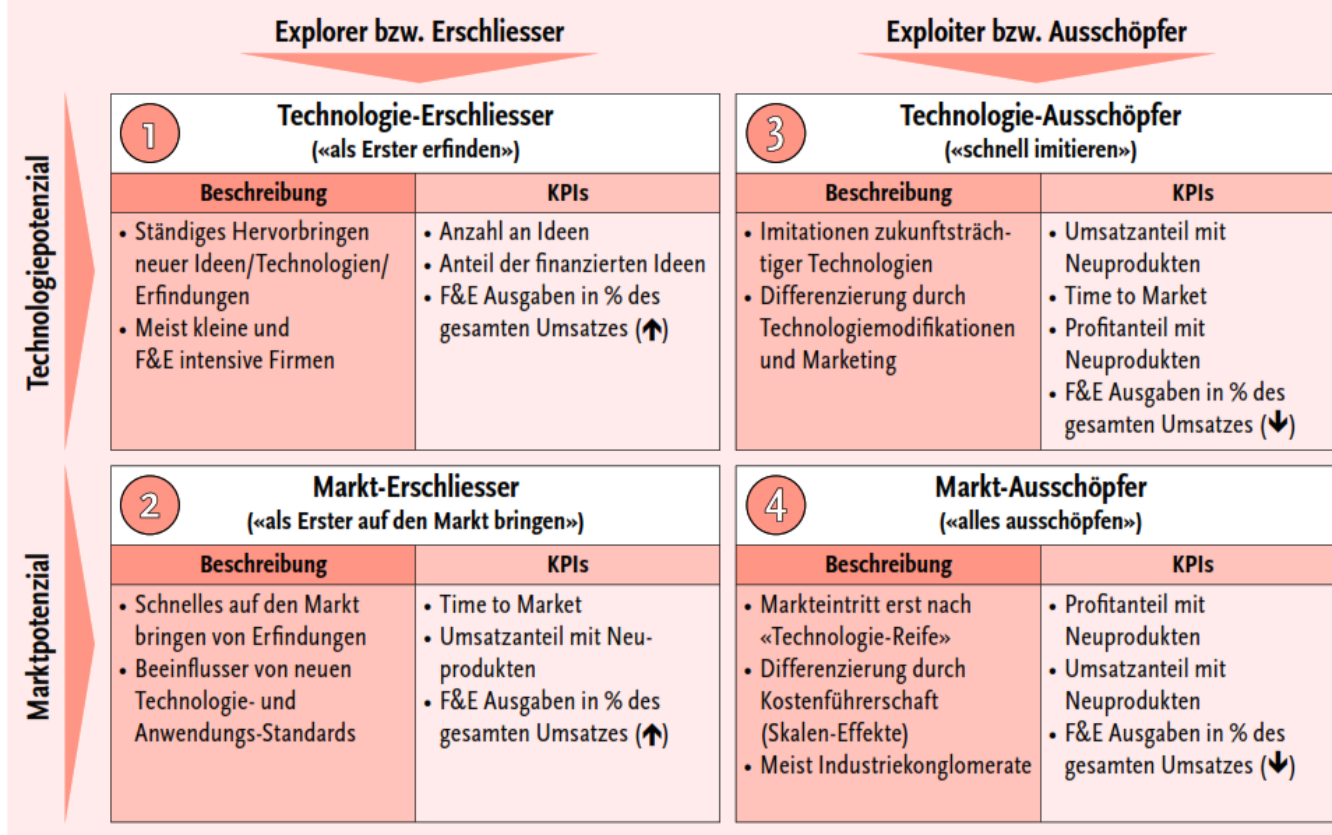 Explorer bzw. Erschliesser
Exploiter bzw. Ausschöpfer
Technologiepotenzial
1
Technologie-Erschliesser
(«als Erster erfinden»)
Beschreibung
KPIs
• Ständiges Hervorbringen
neuer Ideen/Technologien/
Erfindungen
• Meist kleine und
F&E intensive Firmen
• Anzahl an Ideen
• Anteil der finanzierten Ideen
• F&E Ausgaben in % des
gesamten Umsatzes (↑)
3
Technologie-Ausschöpfer
(«schnell imitieren»)
Beschreibung
KPIs
• Imitationen zukunftsträch-
tiger Technologien
• Differenzierung durch
Technologiemodifikationen
und Marketing
• Umsatzanteil mit
Neuprodukten
• Time to Market
• Profitanteil mit
Neuprodukten
• F&E Ausgaben in % des
gesamten Umsatzes (↓)
Marktpotenzial
2
Markt-Erschliesser
(«als Erster auf den Markt bringen»)
Beschreibung
KPIs
• Schnelles auf den Markt
bringen von Erfindungen
• Beeinflusser von neuen
Technologie- und
Anwendungs-Standards
• Time to Market
• Umsatzanteil mit Neu-
produkten
• F&E Ausgaben in % des
gesamten Umsatzes (↑)
4
Markt-Ausschöpfer
(«alles ausschöpfen»)
Beschreibung
KPIs
• Markteintritt erst nach
«Technologie-Reife»
• Differenzierung durch
Kostenführerschaft
(Skalen-Effekte)
• Meist Industriekonglomerate
• Profitanteil mit
Neuprodukten
• Umsatzanteil mit
Neuprodukten
• F&E Ausgaben in % des
gesamten Umsatzes (↓)